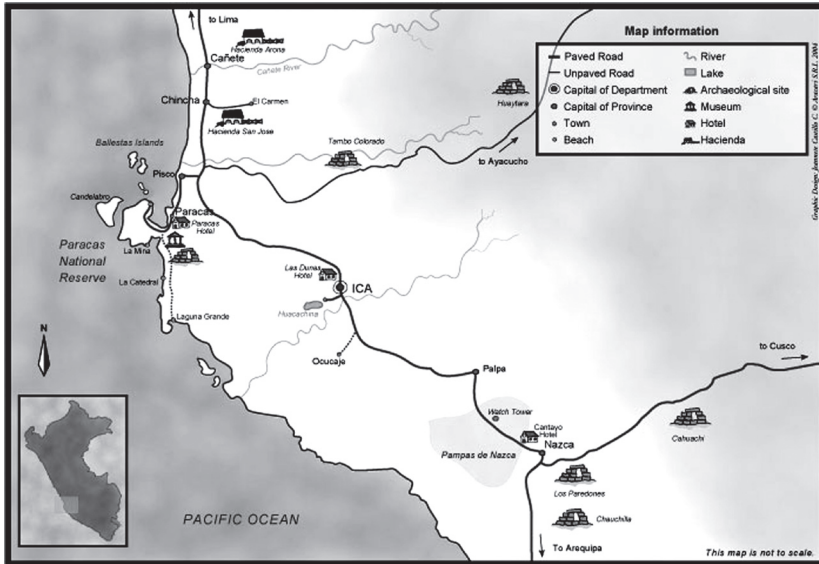 to Lima
Hacienda Arona
Cañete
Cañete River
Chincha
El Carmen
Hacienda San Jose
Ballestas Islands
Tambo Colorado
Huaytara
to Ayacucho
Pisco
Candelabro
Paracas
Paracas
Hotel
Paracas
National
Reserve
La Mina
La Catedral
Laguna Grande
Las Dunas
Hotel
ICA
Huacachina
Ocucaje
Palpa
to Cusco
Watch Tower
Cantayo
Hotel
Nazca
Pampas de Nazca
Cahuachi
Los Paredones
Chauchilla
To Arequipa
N
PACIFIC OCEAN
This map is not to scale.
Map information
Paved Road
Unpaved Road
Capital of Department
Capital of Province
Town
Beach
River
Lake
Archaeological site
Museum
Hotel
Hacienda